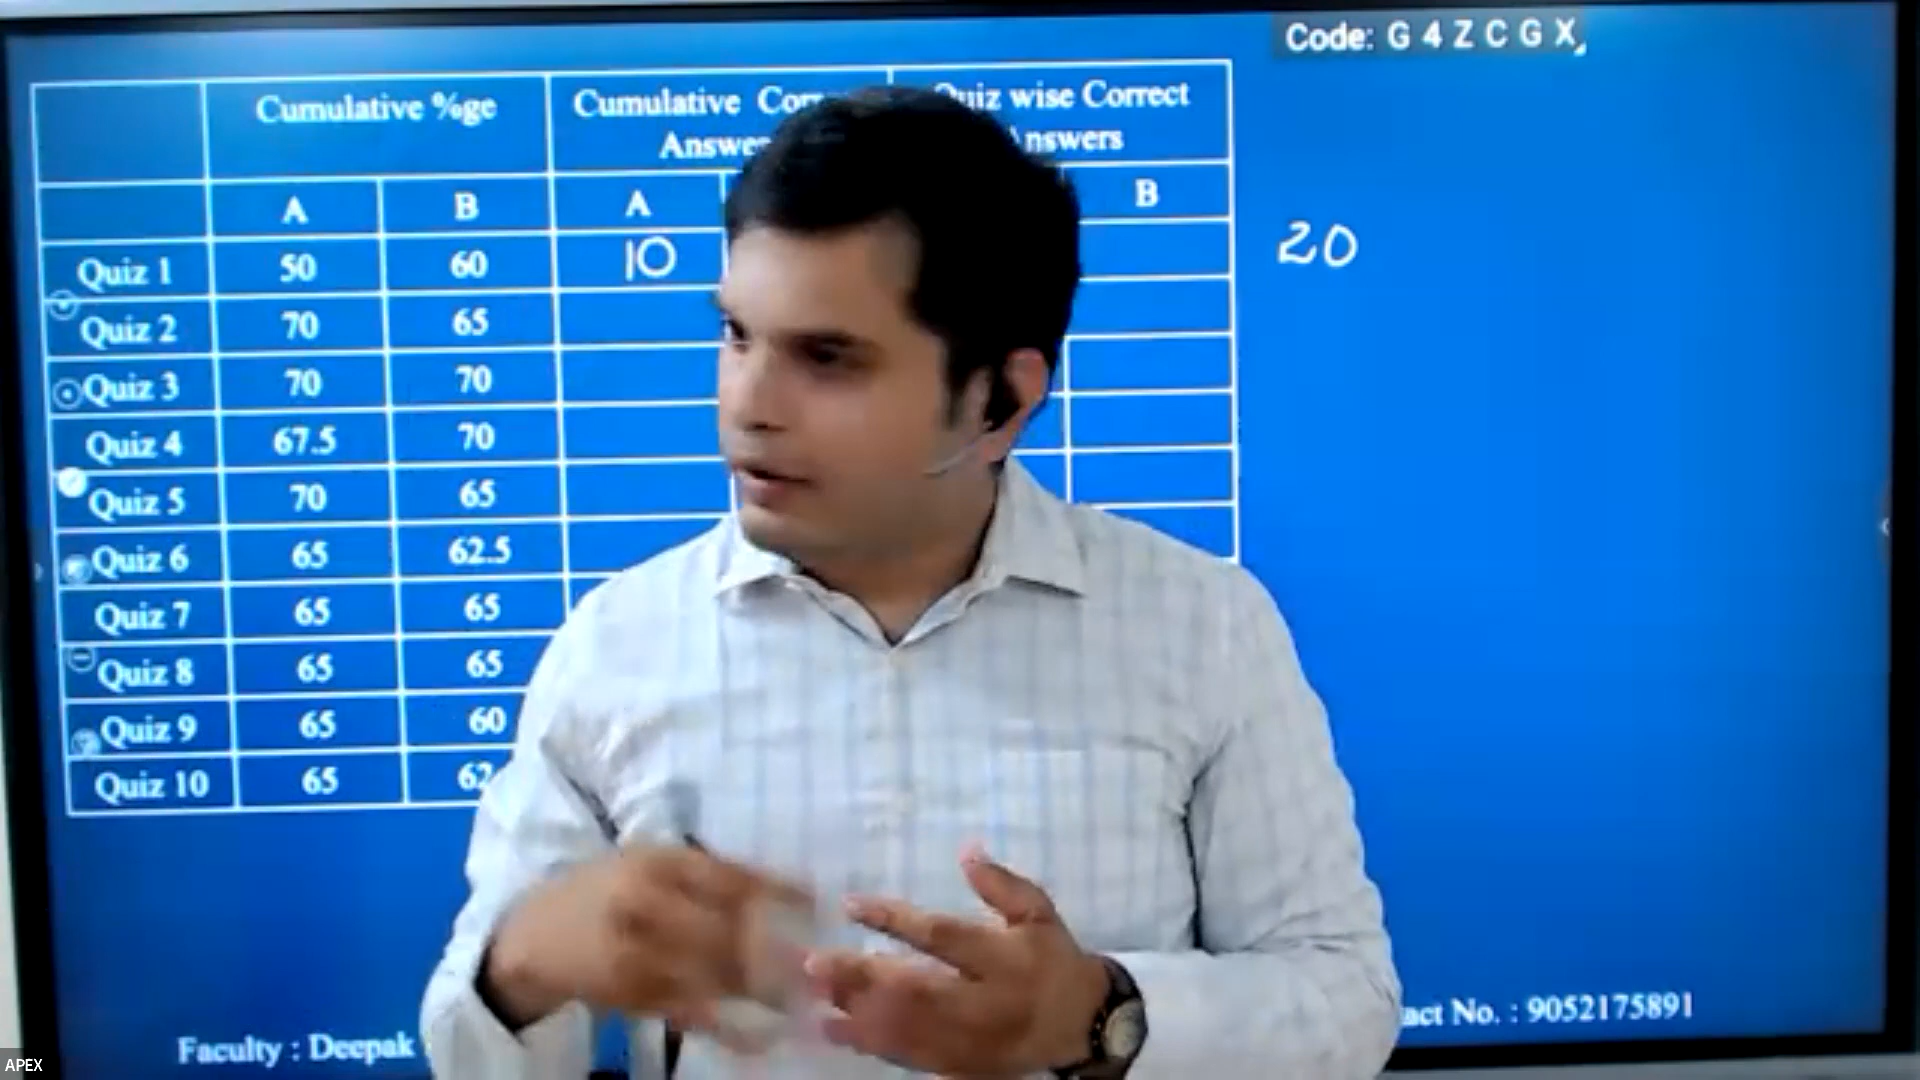 Code: G 4 Z C G X
Cumulative %ge Cumulative Quiz wise Correct
Answers
A B A B
Quiz 1 50 60 10 20
Quiz 2 70 65
Quiz 3 70 70
Quiz 4 67.5 70
Quiz 5 70 65
Quiz 6 65 62.5
Quiz 7 65 65
Quiz 8 65 65
Quiz 9 65 60
Quiz 10 65
Faculty : Deepak
No. : 9052175891
APEX